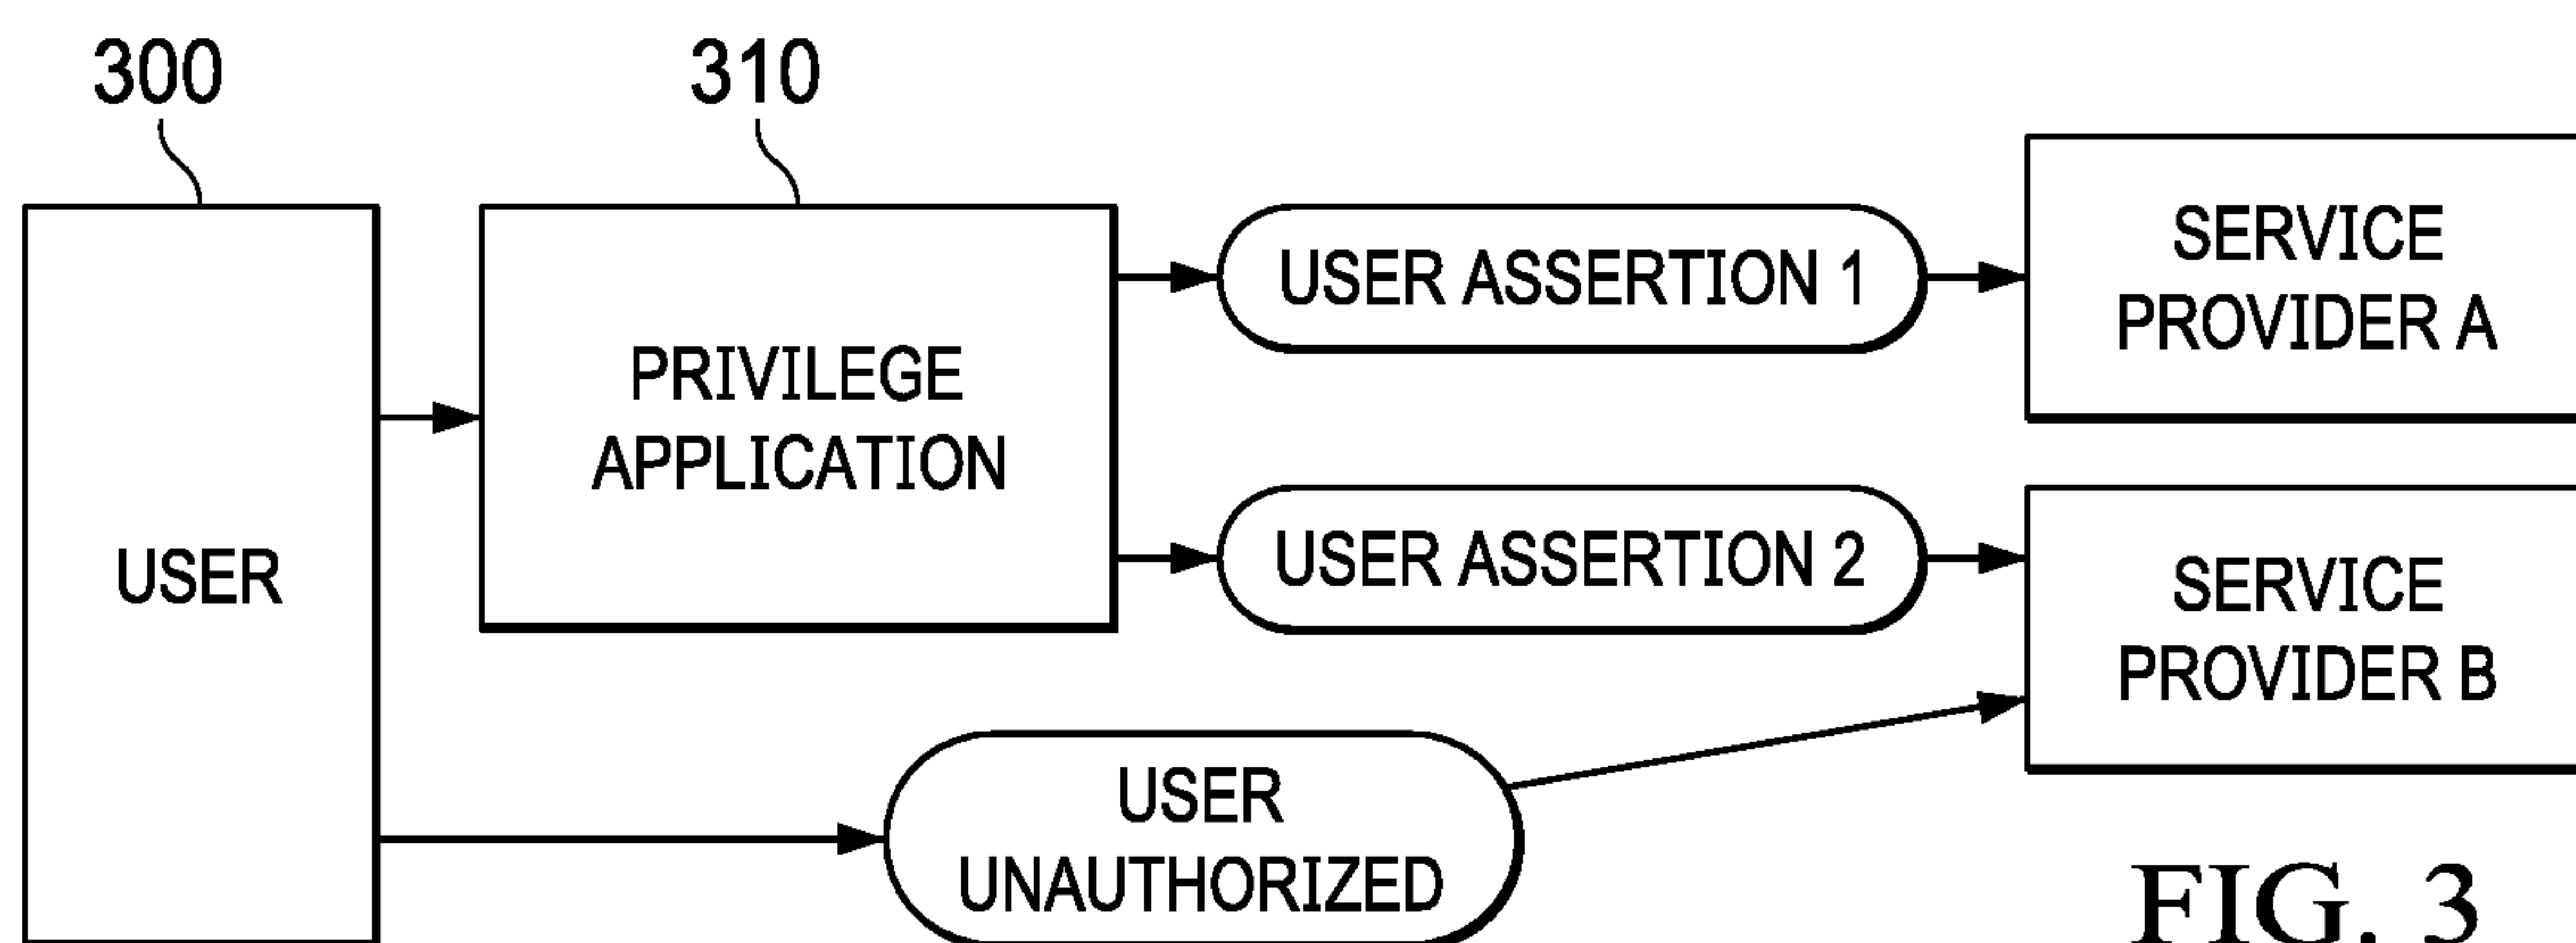 300
310
USER
PRIVILEGE
APPLICATION
USER ASSERTION 1
SERVICE
PROVIDER A
USER ASSERTION 2
SERVICE
PROVIDER B
USER
UNAUTHORIZED
FIG. 3